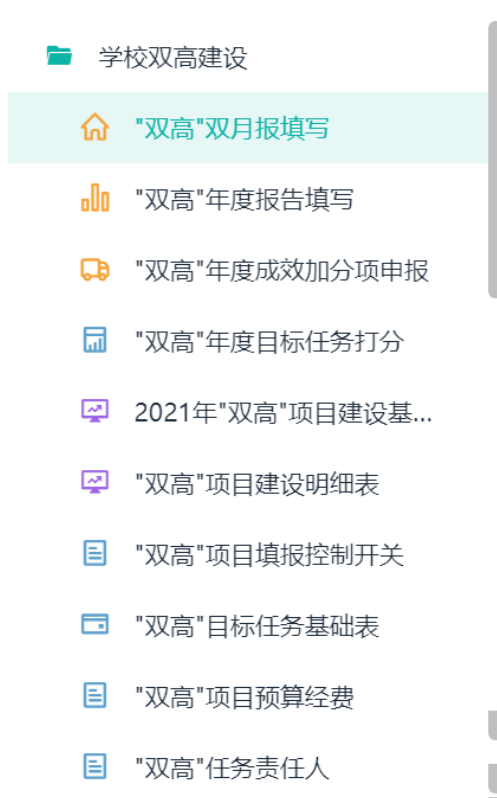 学校双高建设
"双高"双月报填写
"双高"年度报告填写
"双高"年度成效加分项申报
"双高"年度目标任务打分
2021年"双高"项目建设基...
"双高"项目建设明细表
"双高"项目填报控制开关
"双高"目标任务基础表
"双高"项目预算经费
"双高"任务责任人